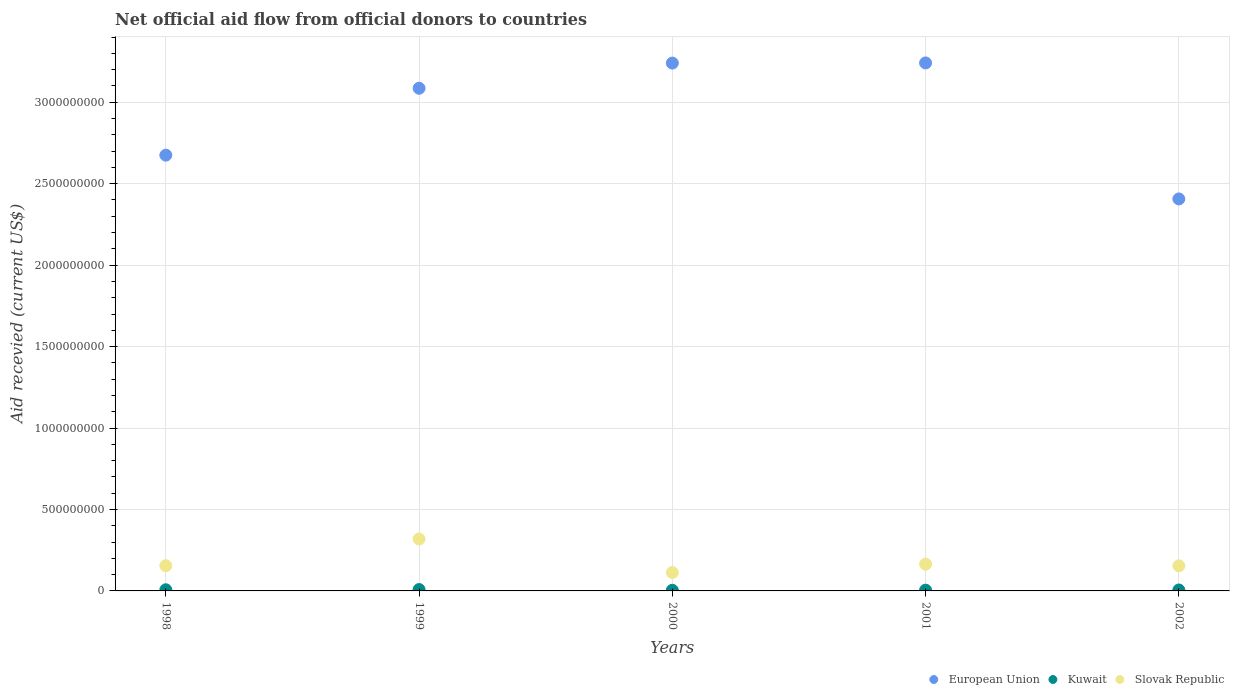 Net official aid flow from official donors to countries
Aid recevied (current US$)
3000000000
2500000000
2000000000
1500000000
1000000000
500000000
0
1998
1999
2000
2001
2002
Years
European Union
Kuwait
Slovak Republic